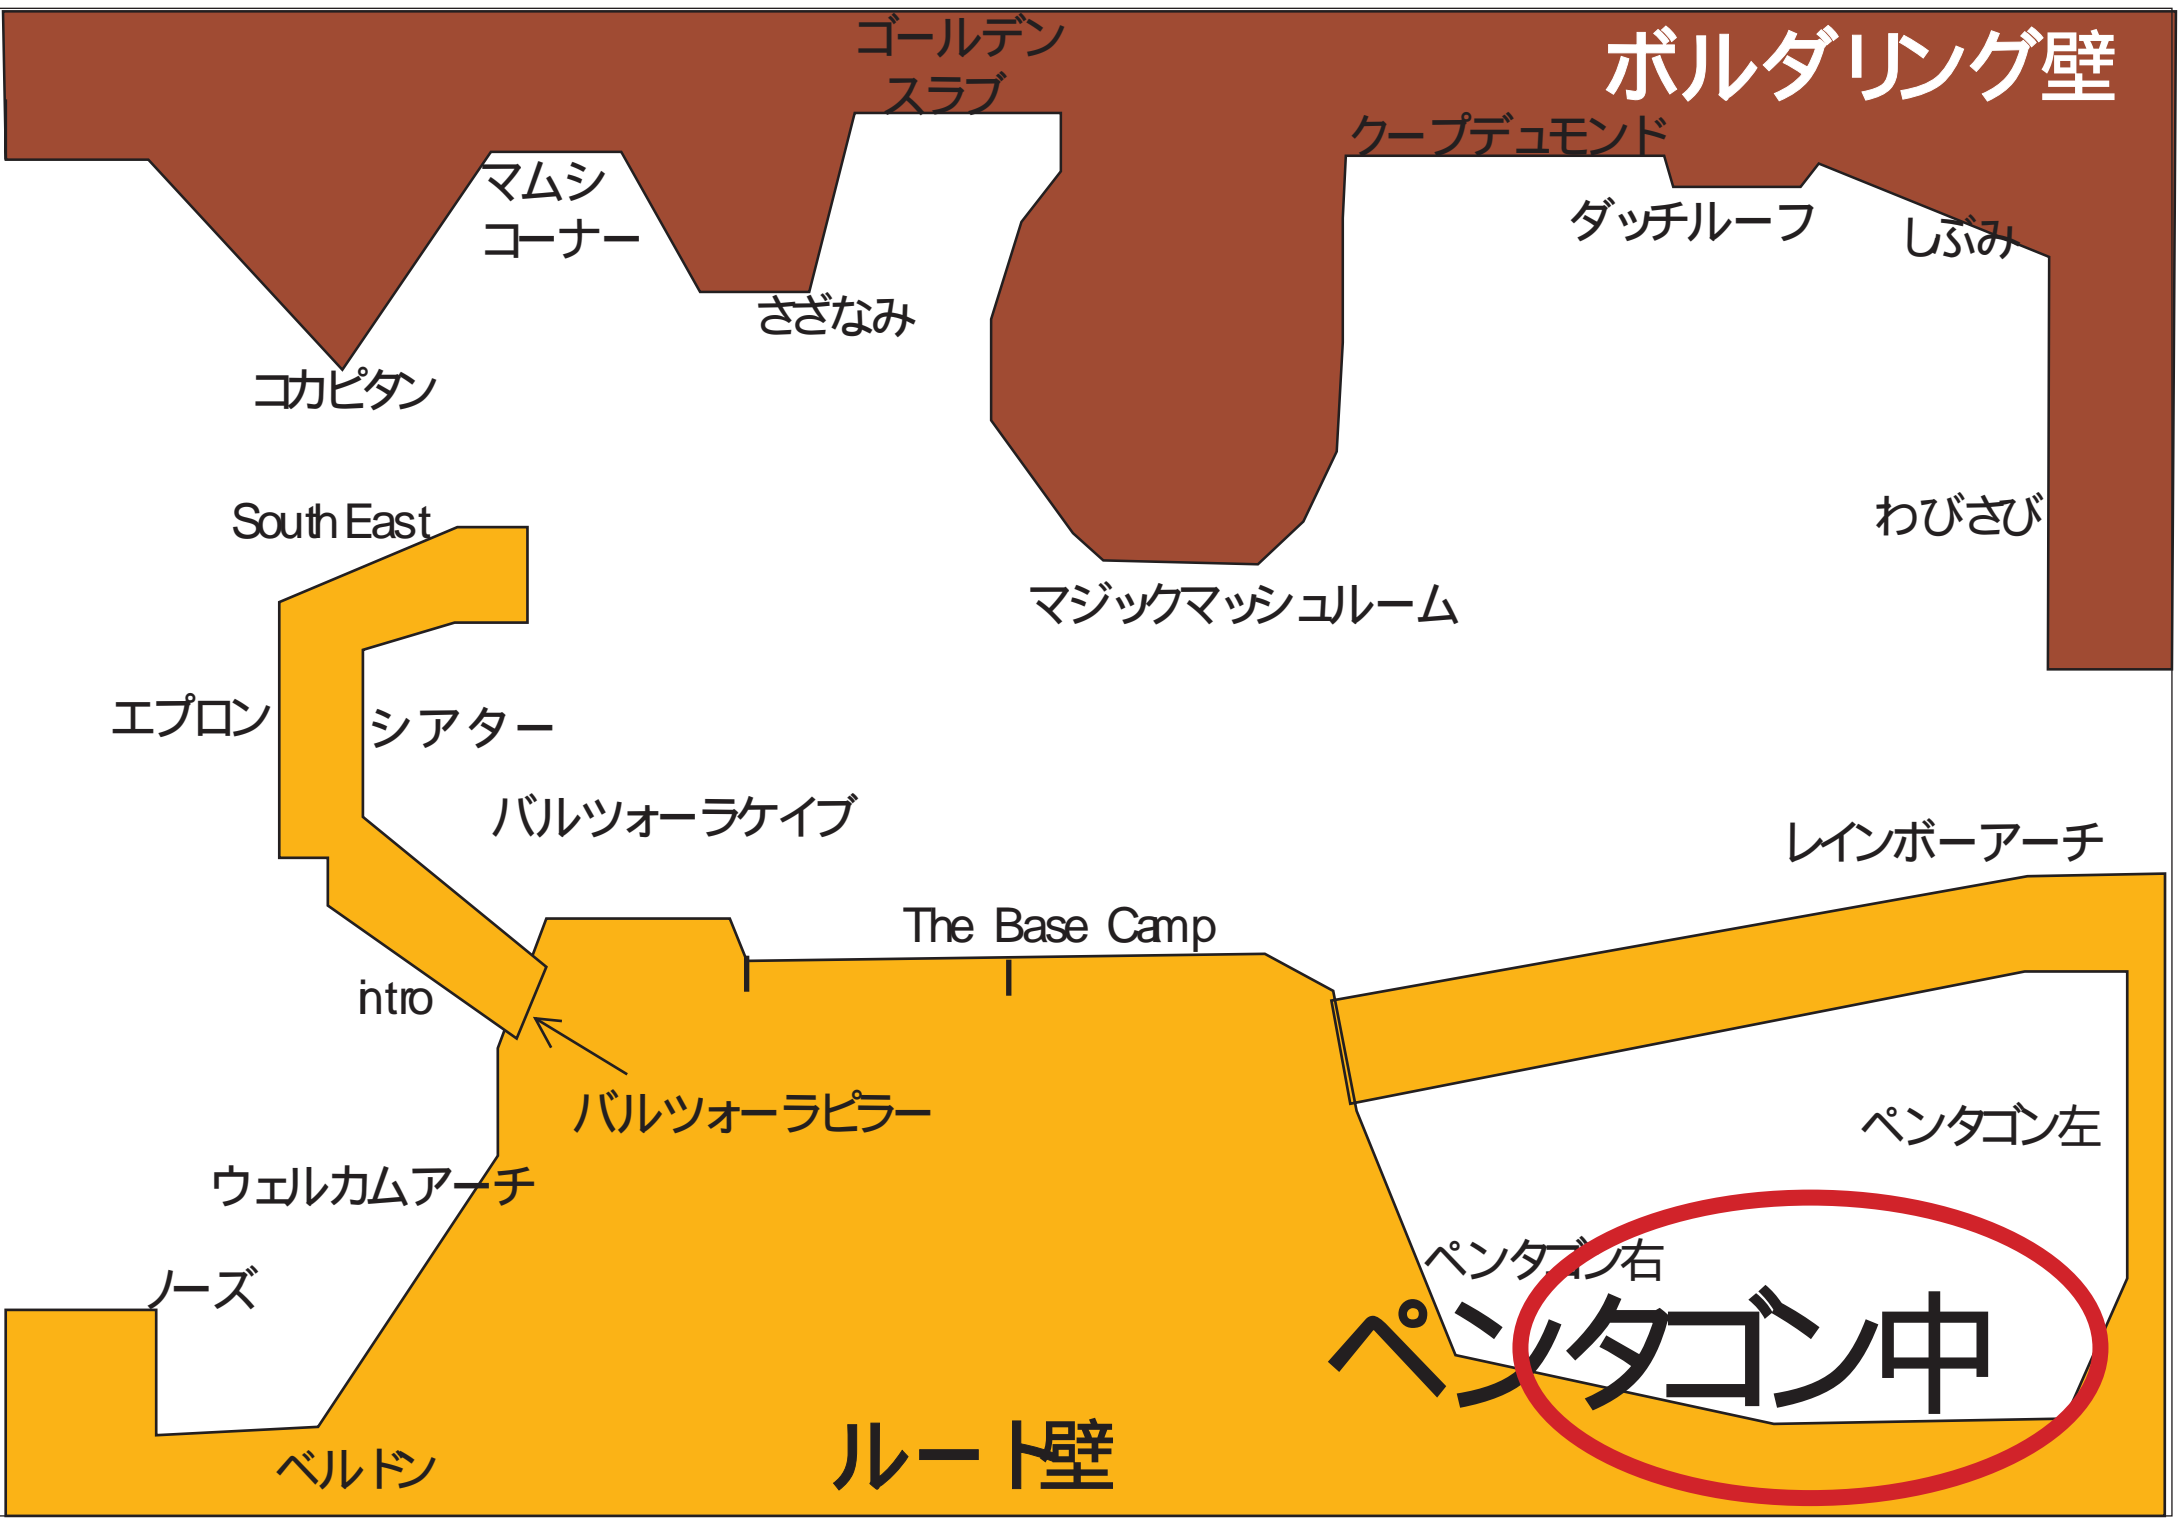 ゴールデン
スラブ
ボルダリング壁
クープデュモンド
マムシ
コーナー
ダッチルーフ
しぶみ
さざなみ
コカピタン
South East
わびさび
マジックマッシュルーム
エプロン
シアター
バルツォーラケイブ
レインボーアーチ
The Base Camp
intro
バルツォーラピラー
ペンタゴン左
ウェルカムアーチ
ペンタゴン右
ノーズ
ペンタゴン中
ルート壁
ベルドン